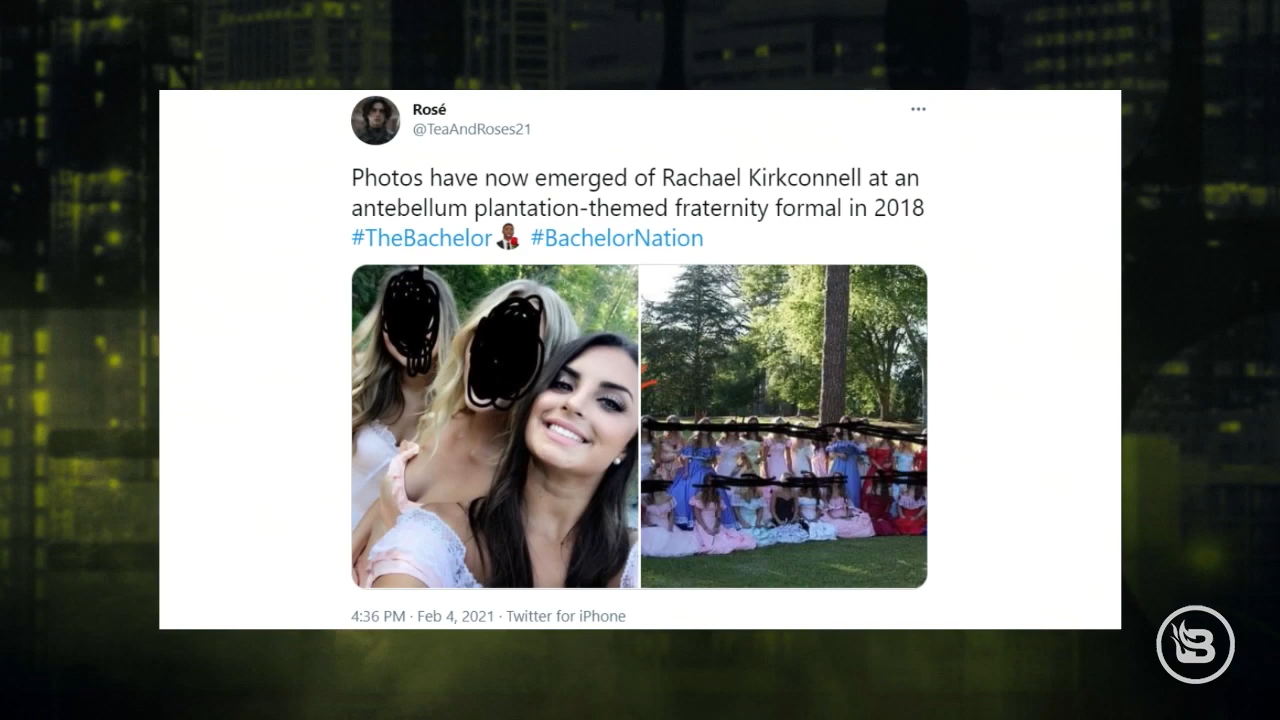 Rosé
@TeaAndRoses21
Photos have now emerged of Rachael Kirkconnell at an
antebellum plantation-themed fraternity formal in 2018
#TheBachelor #BachelorNation
4:36 PM · Feb 4, 2021 · Twitter for iPhone
B